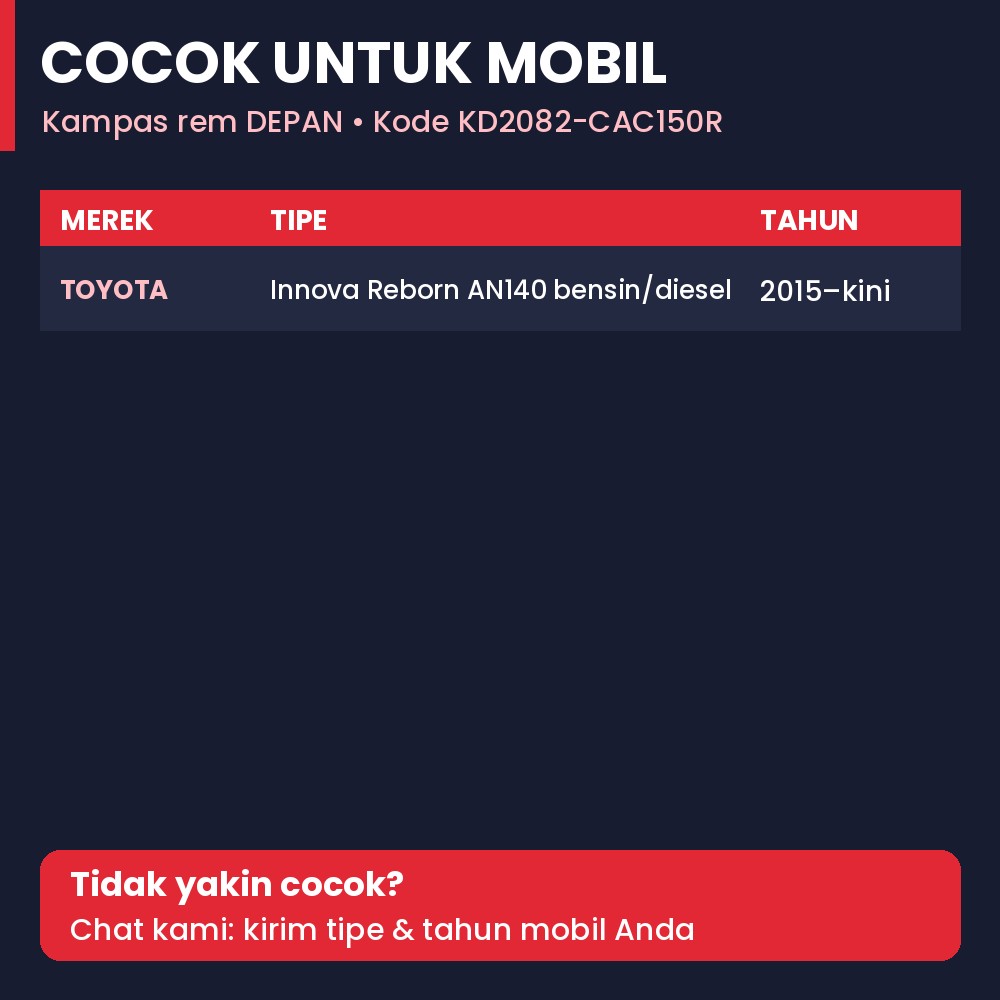 COCOK UNTUK MOBIL
Kampas rem DEPAN • Kode KD2082-CAC150R
MEREK TIPE TAHUN
TOYOTA Innova Reborn AN140 bensin/diesel 2015–kini
Tidak yakin cocok?
Chat kami: kirim tipe & tahun mobil Anda